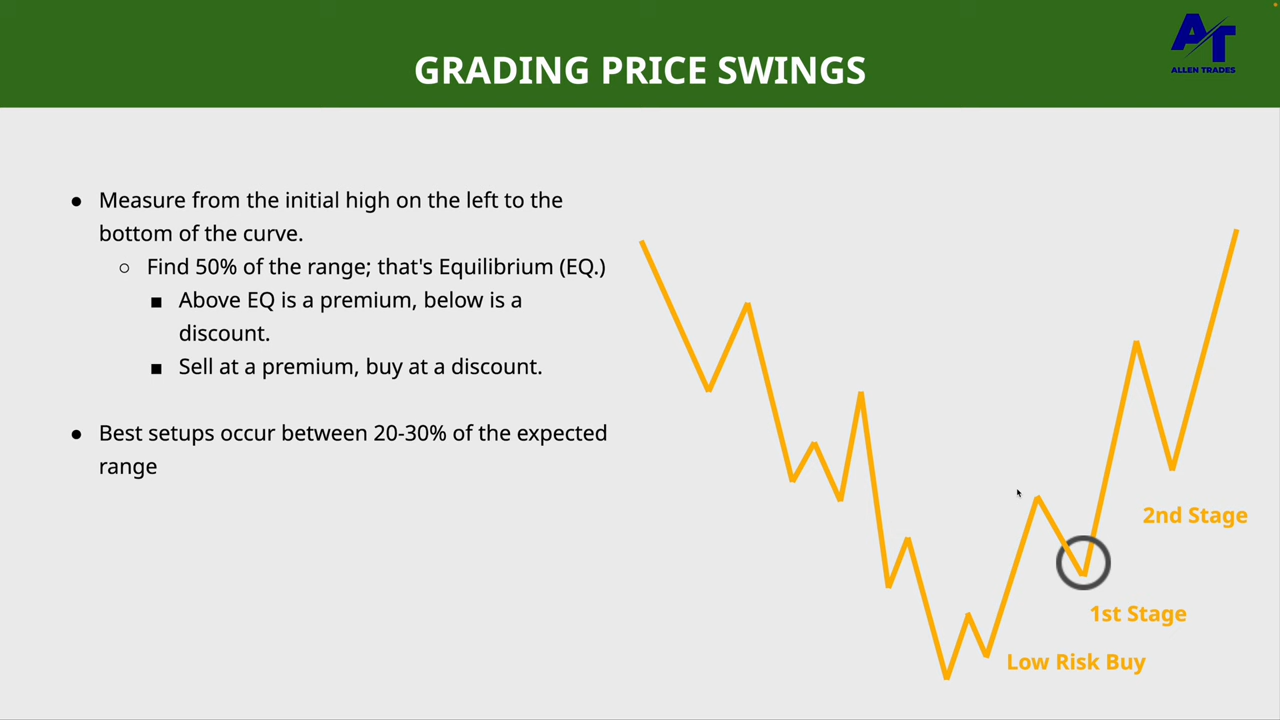 AT
ALLEN TRADES
GRADING PRICE SWINGS
● Measure from the initial high on the left to the
bottom of the curve.
○ Find 50% of the range; that's Equilibrium (EQ.)
■ Above EQ is a premium, below is a
discount.
■ Sell at a premium, buy at a discount.
● Best setups occur between 20-30% of the expected
range
2nd Stage
1st Stage
Low Risk Buy